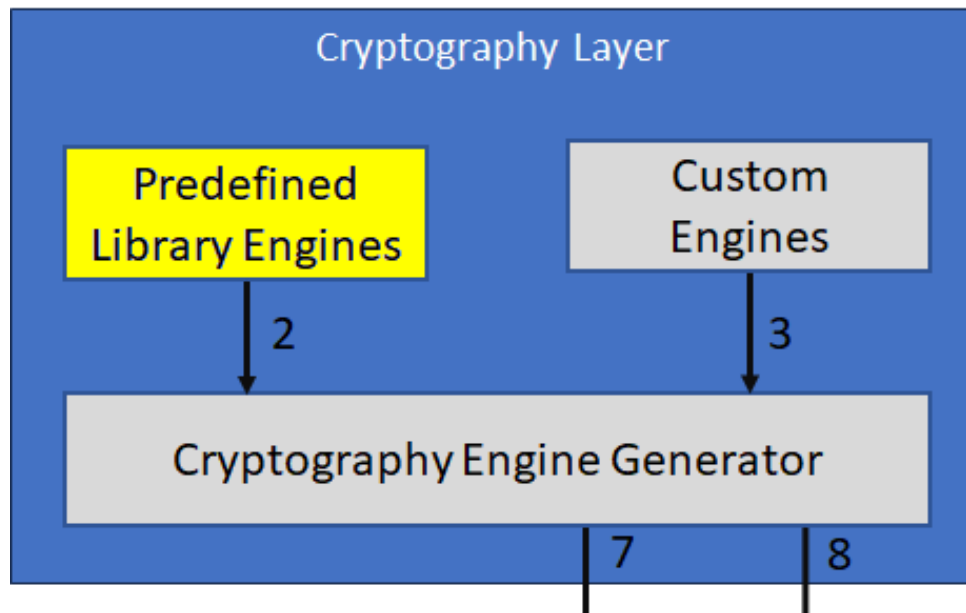 Cryptography Layer
Predefined
Library Engines
Custom
Engines
2
3
Cryptography Engine Generator
7
8